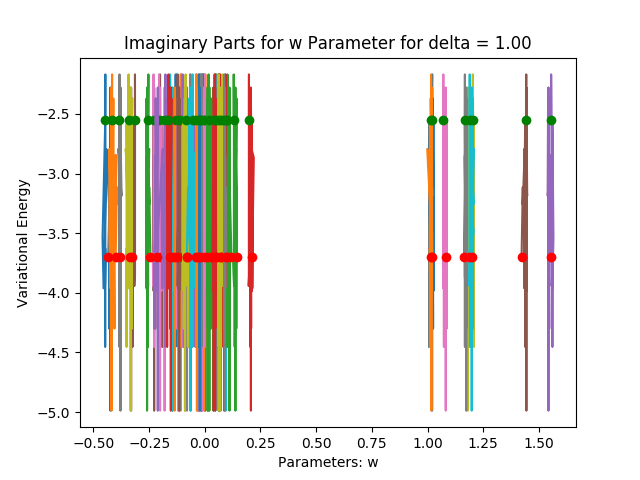 Imaginary Parts for w Parameter for delta = 1.00
Variational Energy
−2.5
−3.0
−3.5
−4.0
−4.5
−5.0
−0.50 −0.25 0.00 0.25 0.50 0.75 1.00 1.25 1.50
Parameters: w